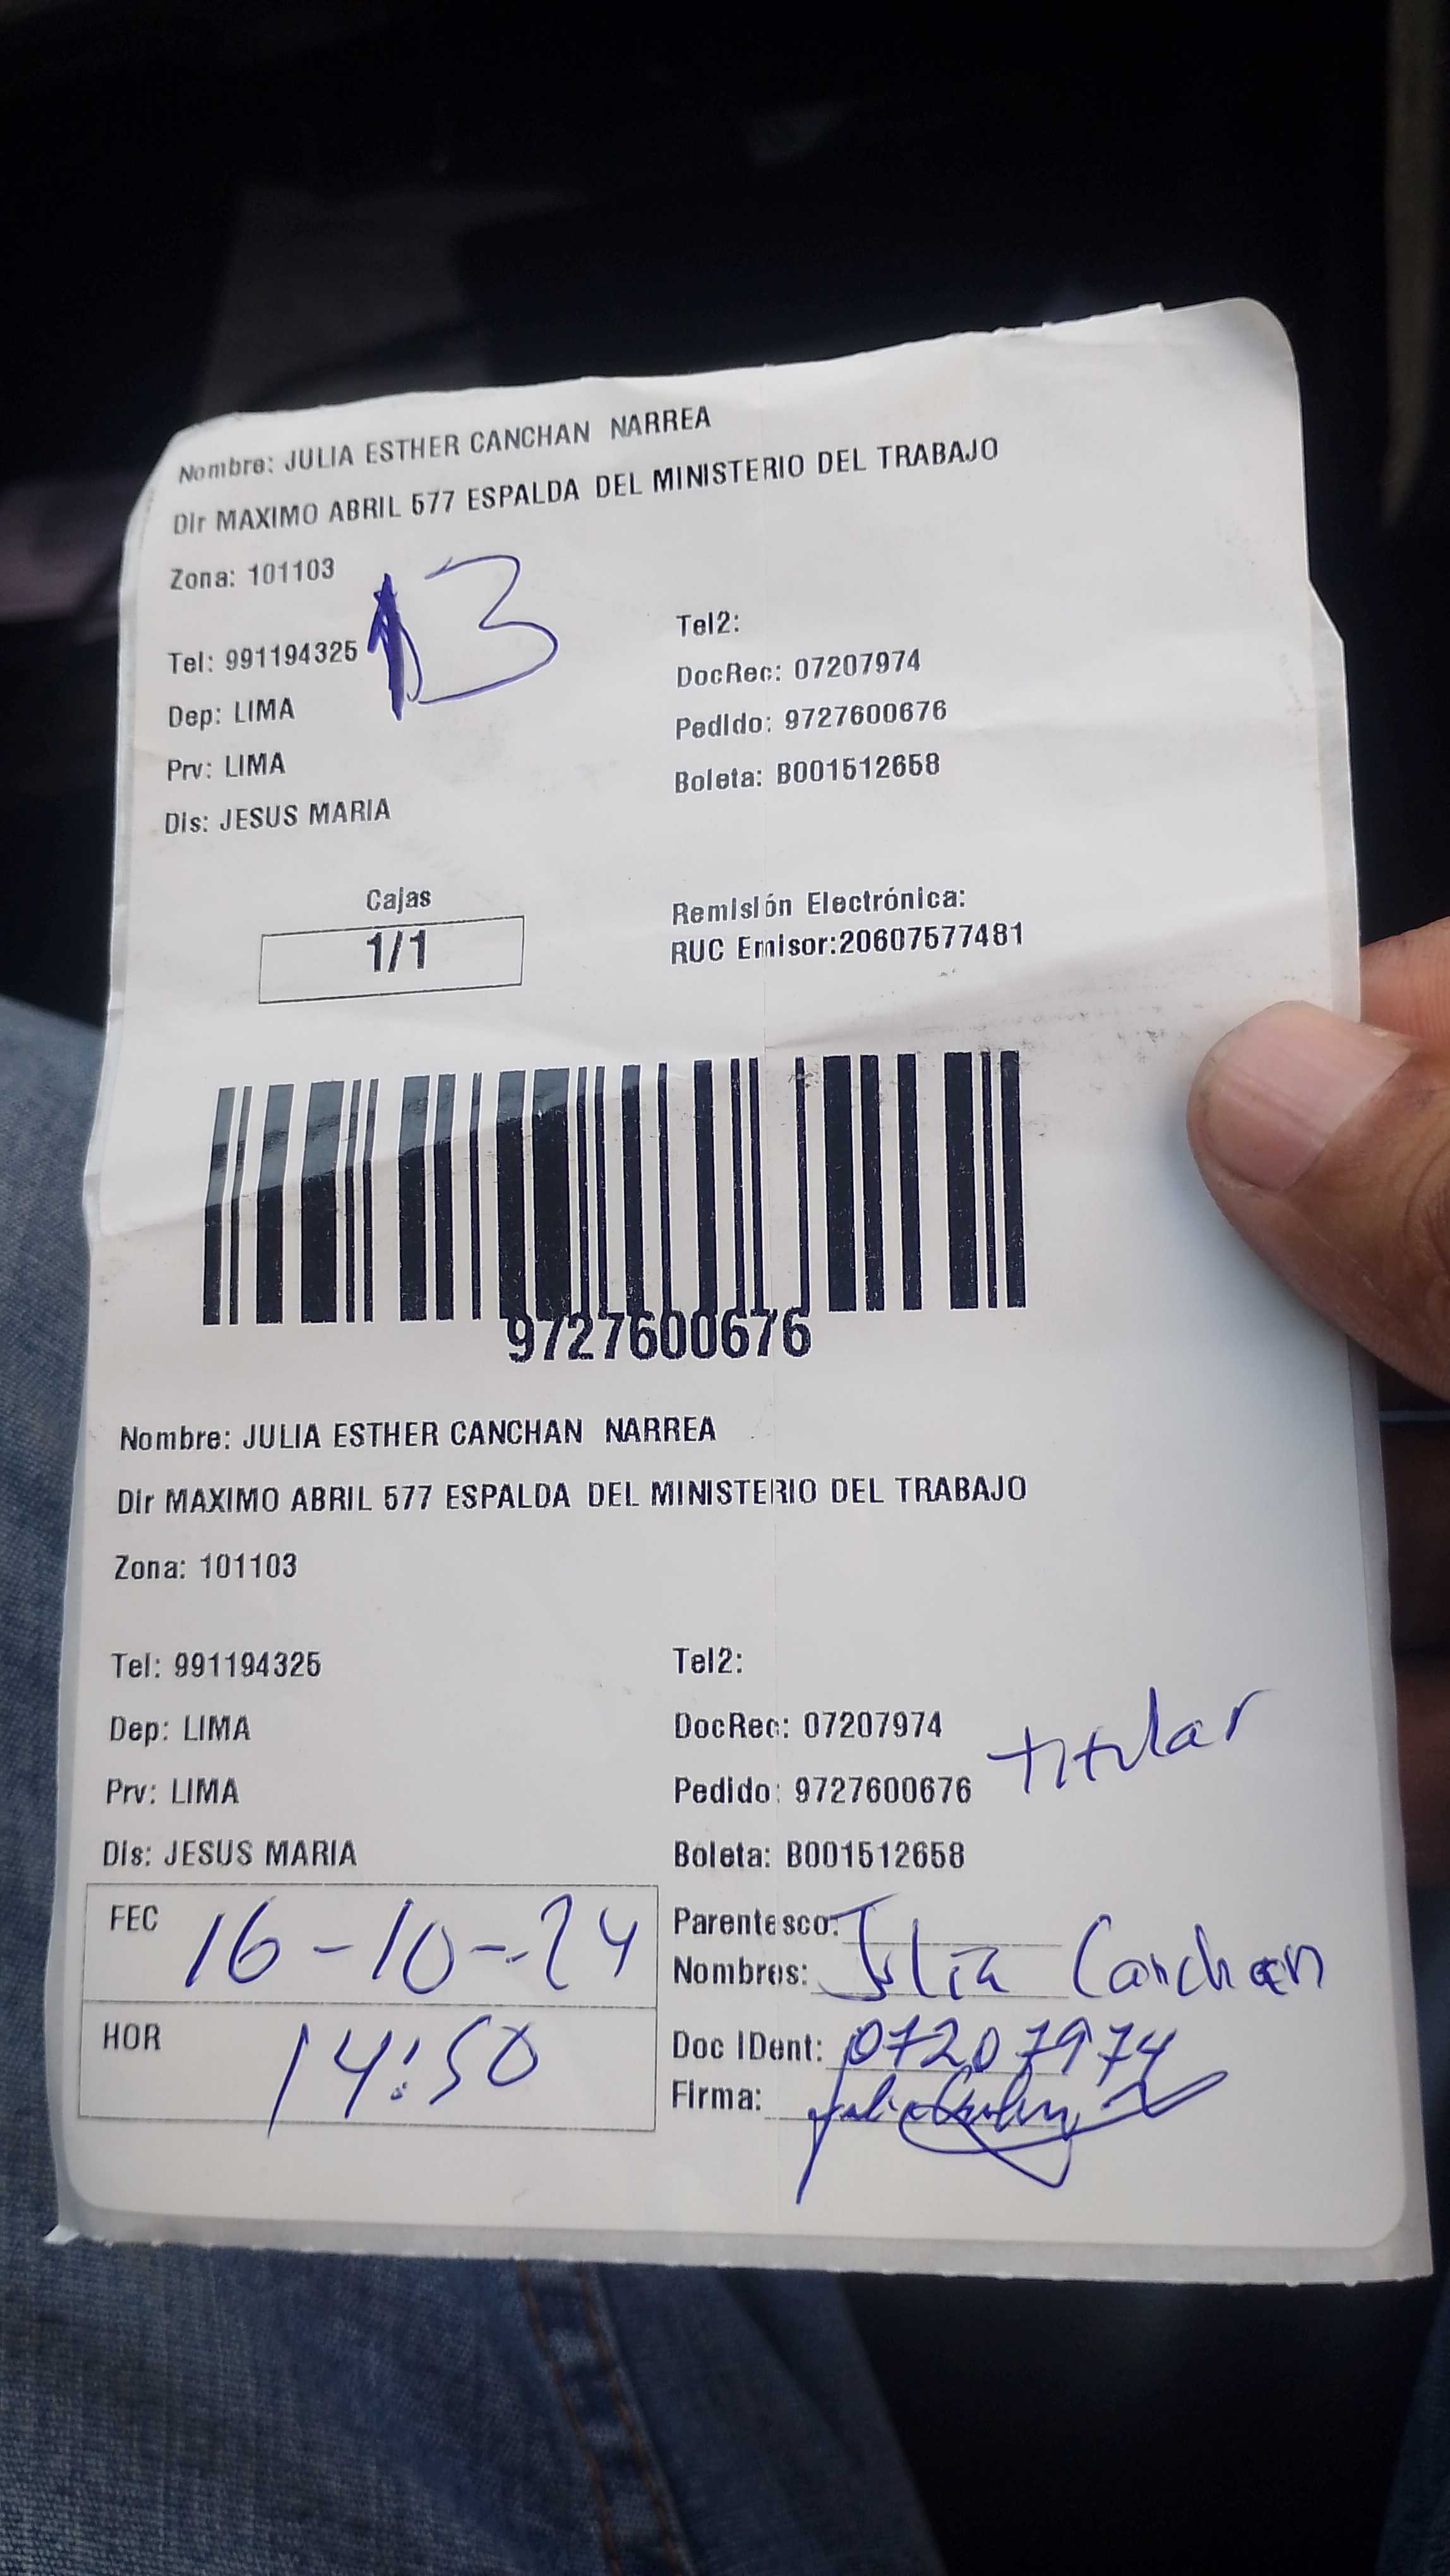 Nombre: JULIA ESTHER CANCHAN NARREA
Dir MAXIMO ABRIL 577 ESPALDA DEL MINISTERIO DEL TRABAJO
Zona: 101103
13
Tel: 991194325
Tel2:
Dep: LIMA
DocRec: 07207974
Prv: LIMA
Pedido: 9727600676
Dis: JESUS MARIA
Boleta: B001512658
Cajas
1/1
Remisión Electrónica:
RUC Emisor:20607577481
9727600676
Nombre: JULIA ESTHER CANCHAN NARREA
Dir MAXIMO ABRIL 577 ESPALDA DEL MINISTERIO DEL TRABAJO
Zona: 101103
Tel: 991194325
Tel2:
Dep: LIMA
DocRec: 07207974
titular
Prv: LIMA
Pedido: 9727600676
Dis: JESUS MARIA
Boleta: B001512658
FEC 16-10-24
Parentesco:
Nombres: Julia Canchan
HOR 14:50
Doc IDent: 07207974
Firma: